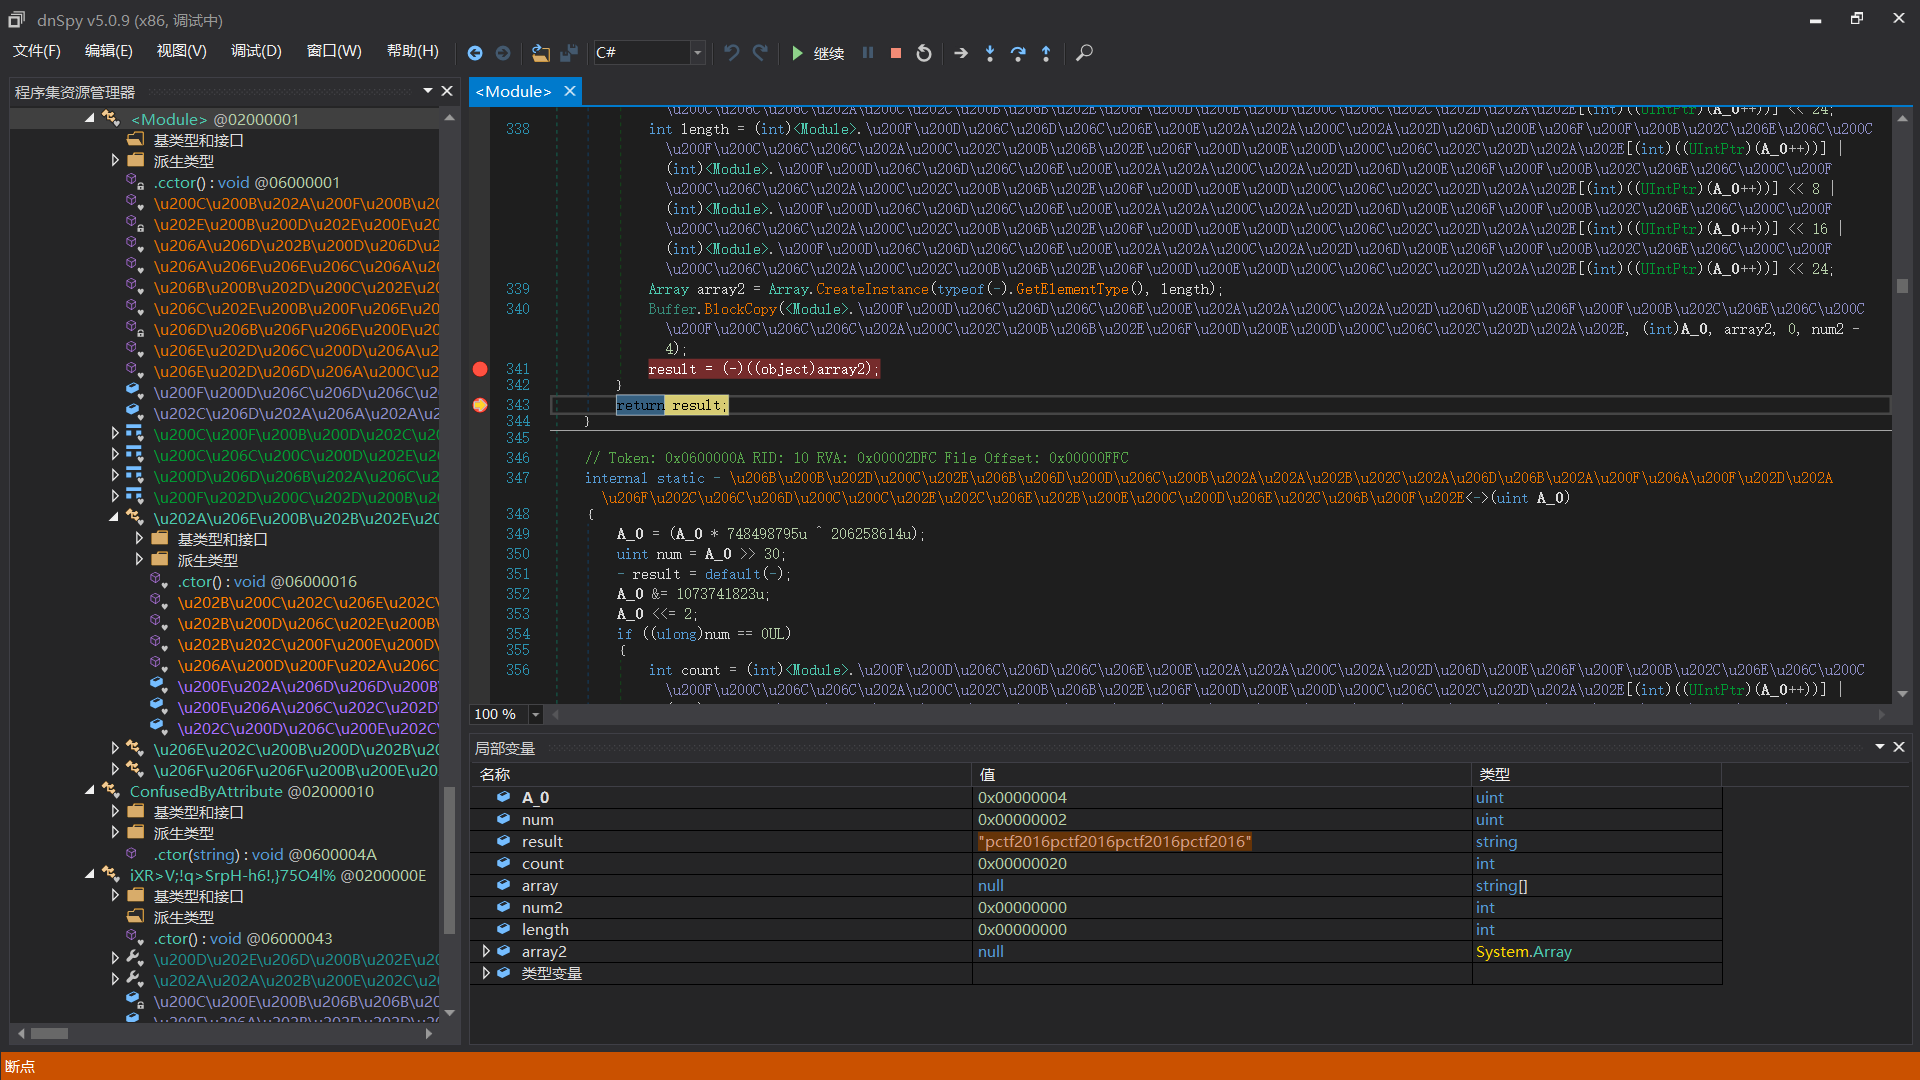 dnSpy v5.0.9 (x86, 调试中)
文件(F) 编辑(E) 视图(V) 调试(D) 窗口(W) 帮助(H) C# 继续
程序集资源管理器
<Module> @02000001
基类型和接口
派生类型
.cctor() : void @06000001
\u200C\u200B\u202A\u200F\u200B\u20
\u202E\u200B\u200D\u202E\u200E\u20
\u206A\u206D\u202B\u200D\u206D\u2
\u206A\u206E\u206E\u206C\u206A\u20
\u206B\u200B\u202D\u200C\u202E\u20
\u206C\u202E\u200B\u200F\u206E\u20
\u206D\u206B\u206F\u206E\u200E\u20
\u206E\u202D\u206C\u200D\u206A\u2
\u206E\u202D\u206D\u202A\u200C\u2
\u200F\u200D\u206C\u206D\u206C\u2
\u202C\u206D\u202A\u206A\u202A\u2
\u200C\u200F\u200B\u200D\u202C\u2
\u200C\u206C\u200C\u200D\u202E\u2
\u200D\u206D\u206B\u202A\u206C\u2
\u200F\u202D\u200C\u202D\u200B\u2
\u202A\u206E\u200B\u202B\u202E\u20
基类型和接口
派生类型
.ctor() : void @06000016
\u202B\u200C\u202C\u206E\u202C\
\u202B\u200D\u206C\u202E\u200B\
\u202B\u202C\u200F\u200E\u200D\
\u206A\u200D\u200F\u202A\u206C
\u200E\u202A\u206D\u206D\u200B\
\u200E\u206A\u206C\u202C\u202D\
\u202C\u200D\u206C\u200E\u202C\
\u206E\u202C\u200B\u200D\u202B\u20
\u206F\u206F\u206F\u200B\u200E\u20
ConfusedByAttribute @02000010
基类型和接口
派生类型
.ctor(string) : void @0600004A
iXR>V;!q>SrpH-h6!,}75O4l% @0200000E
基类型和接口
派生类型
.ctor() : void @06000043
\u200D\u202E\u206D\u200B\u202E\u2
\u202A\u202A\u202B\u200E\u202C\u2
\u200C\u200E\u200B\u206B\u206B\u2
<Module>
\u200C\u206C\u206C\u202A\u200C\u202C\u200B\u206B\u202E\u206F\u200D\u200E\u200D\u200C\u206C\u202C\u202D\u202A\u202E[(int)((UIntPtr)(A_0++))] << 24;
338 int length = (int)<Module>.\u200F\u200D\u206C\u206D\u206C\u206E\u200E\u202A\u202A\u200C\u202A\u202D\u206D\u200E\u206F\u200F\u200B\u202C\u206E\u206C\u200C
\u200F\u200C\u206C\u206C\u202A\u200C\u202C\u200B\u206B\u202E\u206F\u200D\u200E\u200D\u200C\u206C\u202C\u202D\u202A\u202E[(int)((UIntPtr)(A_0++))] |
(int)<Module>.\u200F\u200D\u206C\u206D\u206C\u206E\u200E\u202A\u202A\u200C\u202A\u202D\u206D\u200E\u206F\u200F\u200B\u202C\u206E\u206C\u200C\u200F
\u200C\u206C\u206C\u202A\u200C\u202C\u200B\u206B\u202E\u206F\u200D\u200E\u200D\u200C\u206C\u202C\u202D\u202A\u202E[(int)((UIntPtr)(A_0++))] << 8 |
(int)<Module>.\u200F\u200D\u206C\u206D\u206C\u206E\u200E\u202A\u202A\u200C\u202A\u202D\u206D\u200E\u206F\u200F\u200B\u202C\u206E\u206C\u200C\u200F
\u200C\u206C\u206C\u202A\u200C\u202C\u200B\u206B\u202E\u206F\u200D\u200E\u200D\u200C\u206C\u202C\u202D\u202A\u202E[(int)((UIntPtr)(A_0++))] << 16 |
(int)<Module>.\u200F\u200D\u206C\u206D\u206C\u206E\u200E\u202A\u202A\u200C\u202A\u202D\u206D\u200E\u206F\u200F\u200B\u202C\u206E\u206C\u200C\u200F
\u200C\u206C\u206C\u202A\u200C\u202C\u200B\u206B\u202E\u206F\u200D\u200E\u200D\u200C\u206C\u202C\u202D\u202A\u202E[(int)((UIntPtr)(A_0++))] << 24;
339 Array array2 = Array.CreateInstance(typeof(-).GetElementType(), length);
340 Buffer.BlockCopy(<Module>.\u200F\u200D\u206C\u206D\u206C\u206E\u200E\u202A\u202A\u200C\u202A\u202D\u206D\u200E\u206F\u200F\u200B\u202C\u206E\u206C\u200C
\u200F\u200C\u206C\u206C\u202A\u200C\u202C\u200B\u206B\u202E\u206F\u200D\u200E\u200D\u200C\u206C\u202C\u202D\u202A\u202E, (int)A_0, array2, 0, num2 -
4);
341 result = (-)((object)array2);
342 }
343 return result;
344 }
345
346 // Token: 0x0600000A RID: 10 RVA: 0x00002DFC File Offset: 0x00000FFC
347 internal static - \u206B\u200B\u202D\u200C\u202E\u206B\u206D\u200D\u206C\u200B\u202A\u202A\u202B\u202C\u202A\u206D\u206B\u202A\u200F\u206A\u200F\u202D\u202A
\u206F\u202C\u206C\u206D\u200C\u200C\u202E\u202C\u206E\u202B\u200E\u200C\u200D\u206E\u202C\u206B\u200F\u202E<->(uint A_0)
348 {
349 A_0 = (A_0 * 748498795u ^ 206258614u);
350 uint num = A_0 >> 30;
351 - result = default(-);
352 A_0 &= 1073741823u;
353 A_0 <<= 2;
354 if ((ulong)num == 0UL)
355 {
356 int count = (int)<Module>.\u200F\u200D\u206C\u206D\u206C\u206E\u200E\u202A\u202A\u200C\u202A\u202D\u206D\u200E\u206F\u200F\u200B\u202C\u206E\u206C\u200C
\u200F\u200C\u206C\u206C\u202A\u200C\u202C\u200B\u206B\u202E\u206F\u200D\u200E\u200D\u200C\u206C\u202C\u202D\u202A\u202E[(int)((UIntPtr)(A_0++))] |
100 %
局部变量
名称 值 类型
A_0 0x00000004 uint
num 0x00000002 uint
result "pctf2016pctf2016pctf2016pctf2016" string
count 0x00000020 int
array null string[]
num2 0x00000000 int
length 0x00000000 int
array2 null System.Array
类型变量
断点